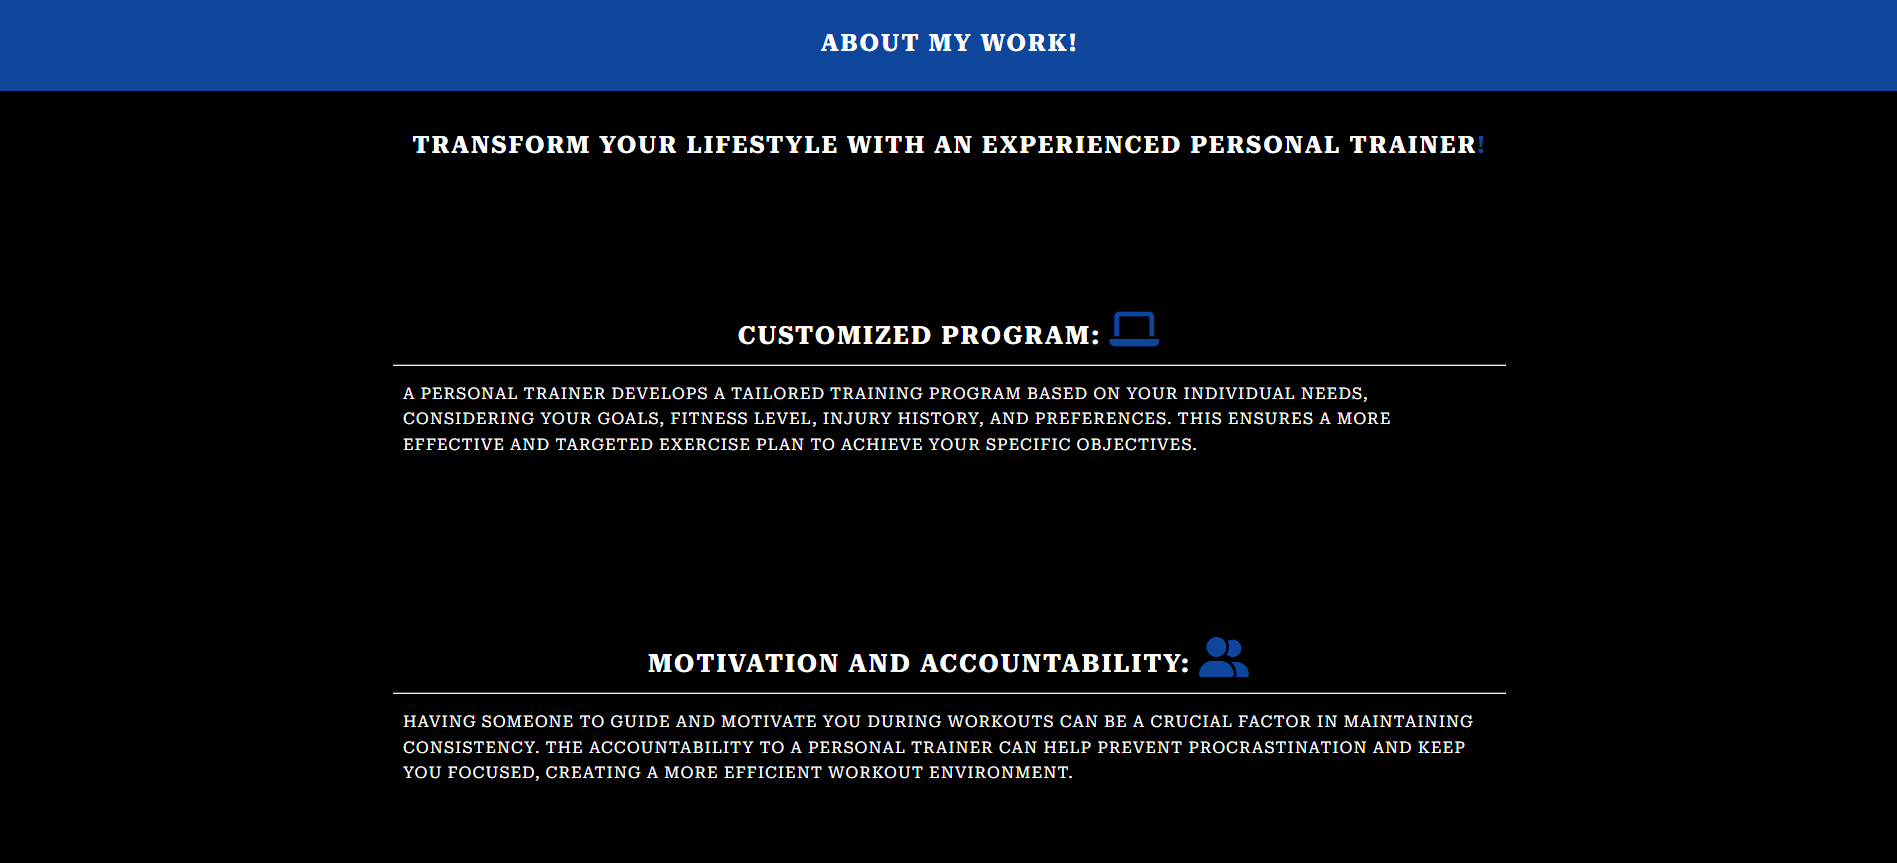 ABOUT MY WORK!
TRANSFORM YOUR LIFESTYLE WITH AN EXPERIENCED PERSONAL TRAINER!
CUSTOMIZED PROGRAM:
A PERSONAL TRAINER DEVELOPS A TAILORED TRAINING PROGRAM BASED ON YOUR INDIVIDUAL NEEDS,
CONSIDERING YOUR GOALS, FITNESS LEVEL, INJURY HISTORY, AND PREFERENCES. THIS ENSURES A MORE
EFFECTIVE AND TARGETED EXERCISE PLAN TO ACHIEVE YOUR SPECIFIC OBJECTIVES.
MOTIVATION AND ACCOUNTABILITY:
HAVING SOMEONE TO GUIDE AND MOTIVATE YOU DURING WORKOUTS CAN BE A CRUCIAL FACTOR IN MAINTAINING
CONSISTENCY. THE ACCOUNTABILITY TO A PERSONAL TRAINER CAN HELP PREVENT PROCRASTINATION AND KEEP
YOU FOCUSED, CREATING A MORE EFFICIENT WORKOUT ENVIRONMENT.